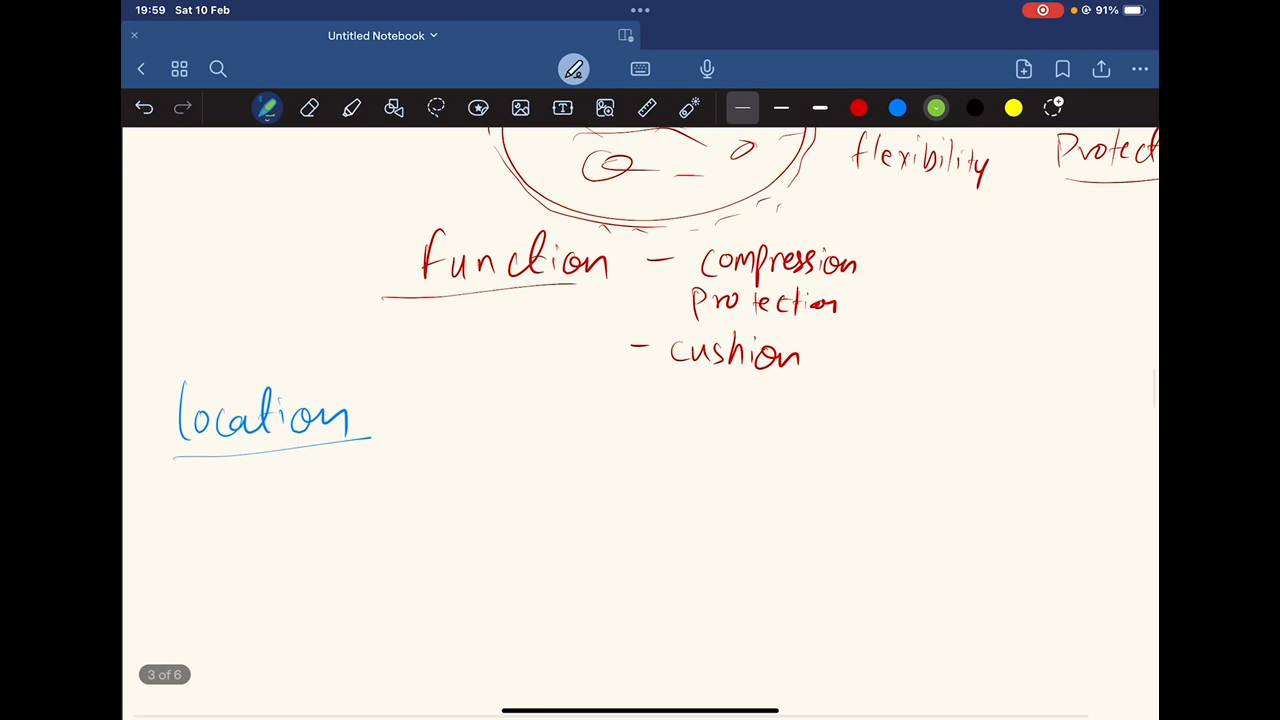 19:59 Sat 10 Feb
91%
Untitled Notebook
flexibility Protect
function - compression
protection
- cushion
location
3 of 6